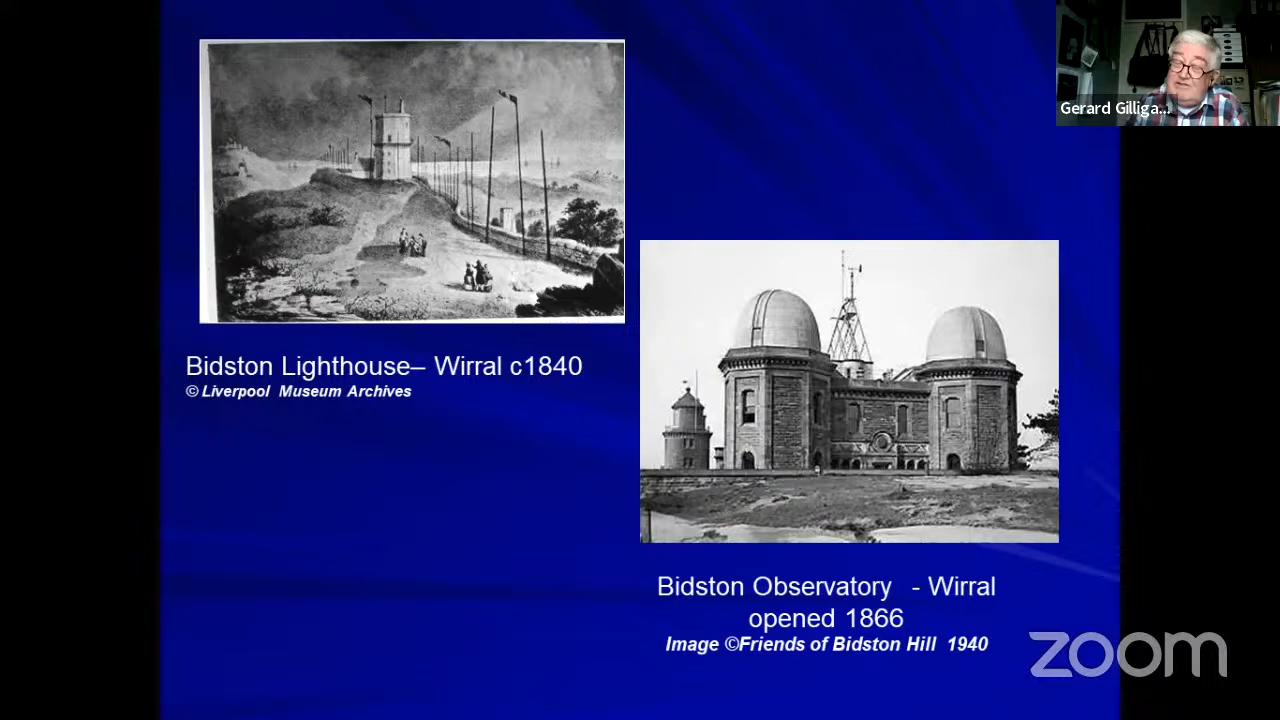 Gerard Gilliga...
Bidston Lighthouse– Wirral c1840
© Liverpool Museum Archives
Bidston Observatory - Wirral
opened 1866
Image ©Friends of Bidston Hill 1940
zoom